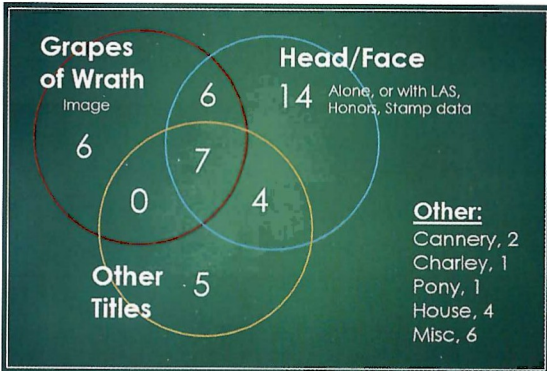 Grapes
of Wrath
Image
6
6
Head/Face
14
Alone, or with LAS,
Honors, Stamp data
7
0
4
Other
Titles
5
Other:
Cannery, 2
Charley, 1
Pony, 1
House, 4
Misc, 6